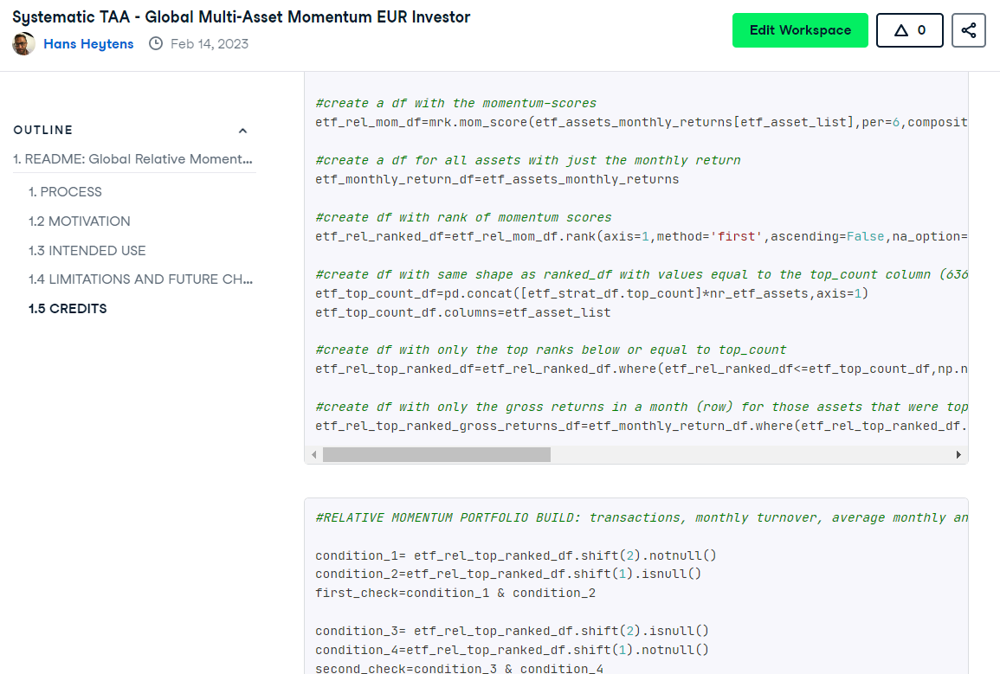 Systematic TAA - Global Multi-Asset Momentum EUR Investor
Hans Heytens Feb 14, 2023
Edit Workspace
0
OUTLINE
1. README: Global Relative Moment...
1. PROCESS
1.2 MOTIVATION
1.3 INTENDED USE
1.4 LIMITATIONS AND FUTURE CH...
1.5 CREDITS
#create a df with the momentum-scores
etf_rel_mom_df=mrk.mom_score(etf_assets_monthly_returns[etf_asset_list],per=6,composit
#create a df for all assets with just the monthly return
etf_monthly_return_df=etf_assets_monthly_returns
#create df with rank of momentum scores
etf_rel_ranked_df=etf_rel_mom_df.rank(axis=1,method='first',ascending=False,na_option=
#create df with same shape as ranked_df with values equal to the top_count column (636
etf_top_count_df=pd.concat([etf_strat_df.top_count]*nr_etf_assets,axis=1)
etf_top_count_df.columns=etf_asset_list
#create df with only the top ranks below or equal to top_count
etf_rel_top_ranked_df=etf_rel_ranked_df.where(etf_rel_ranked_df<=etf_top_count_df,np.n
#create df with only the gross returns in a month (row) for those assets that were top
etf_rel_top_ranked_gross_returns_df=etf_monthly_return_df.where(etf_rel_top_ranked_df.
#RELATIVE MOMENTUM PORTFOLIO BUILD: transactions, monthly turnover, average monthly an
condition_1= etf_rel_top_ranked_df.shift(2).notnull()
condition_2=etf_rel_top_ranked_df.shift(1).isnull()
first_check=condition_1 & condition_2
condition_3= etf_rel_top_ranked_df.shift(2).isnull()
condition_4=etf_rel_top_ranked_df.shift(1).notnull()
second_check=condition_3 & condition_4